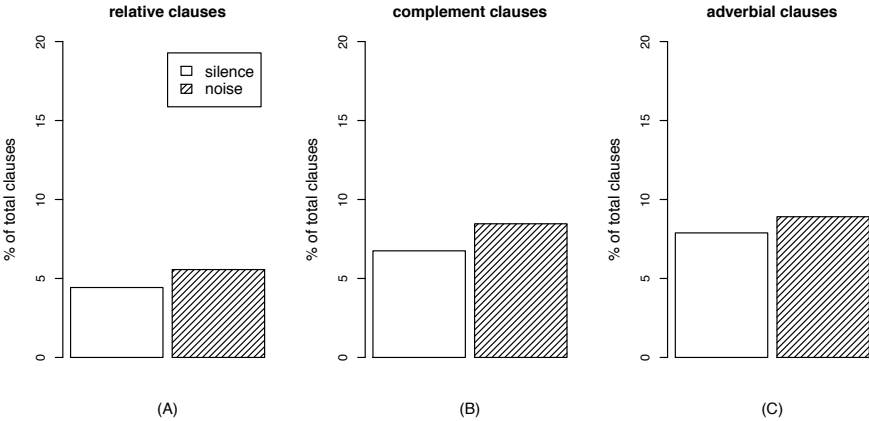 relative clauses
% of total clauses
20
15
10
5
0
silence
noise
(A)
complement clauses
% of total clauses
20
15
10
5
0
(B)
adverbial clauses
% of total clauses
20
15
10
5
0
(C)